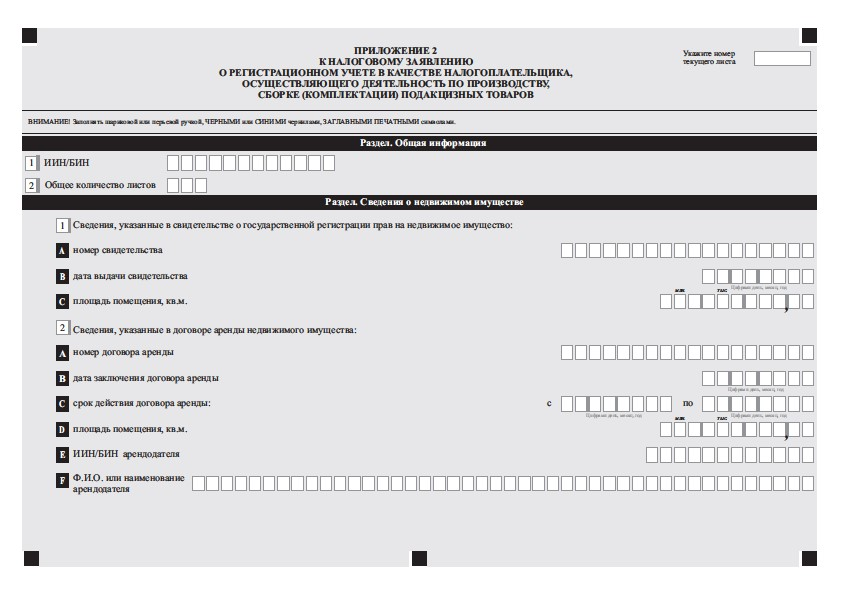 ПРИЛОЖЕНИЕ 2
К НАЛОГОВОМУ ЗАЯВЛЕНИЮ
О РЕГИСТРАЦИОННОМ УЧЕТЕ В КАЧЕСТВЕ НАЛОГОПЛАТЕЛЬЩИКА,
ОСУЩЕСТВЛЯЮЩЕГО ДЕЯТЕЛЬНОСТЬ ПО ПРОИЗВОДСТВУ,
СБОРКЕ (КОМПЛЕКТАЦИИ) ПОДАКЦИЗНЫХ ТОВАРОВ
Укажите номер
текущего листа
ВНИМАНИЕ! Заполнять шариковой или перьевой ручкой, ЧЕРНЫМИ или СИНИМИ чернилами, ЗАГЛАВНЫМИ ПЕЧАТНЫМИ символами.
Раздел. Общая информация
1 ИИН/БИН
2 Общее количество листов
Раздел. Сведения о недвижимом имуществе
1 Сведения, указанные в свидетельстве о государственной регистрации прав на недвижимое имущество:
A номер свидетельства
B дата выдачи свидетельства
Цифрами день, месяц, год
C площадь помещения, кв.м.
млн. тыс. ,
2 Сведения, указанные в договоре аренды недвижимого имущества:
A номер договора аренды
B дата заключения договора аренды
Цифрами день, месяц, год
C срок действия договора аренды: с по
Цифрами день, месяц, год Цифрами день, месяц, год
D площадь помещения, кв.м.
млн. тыс. ,
E ИИН/БИН арендодателя
F Ф.И.О. или наименование
арендодателя